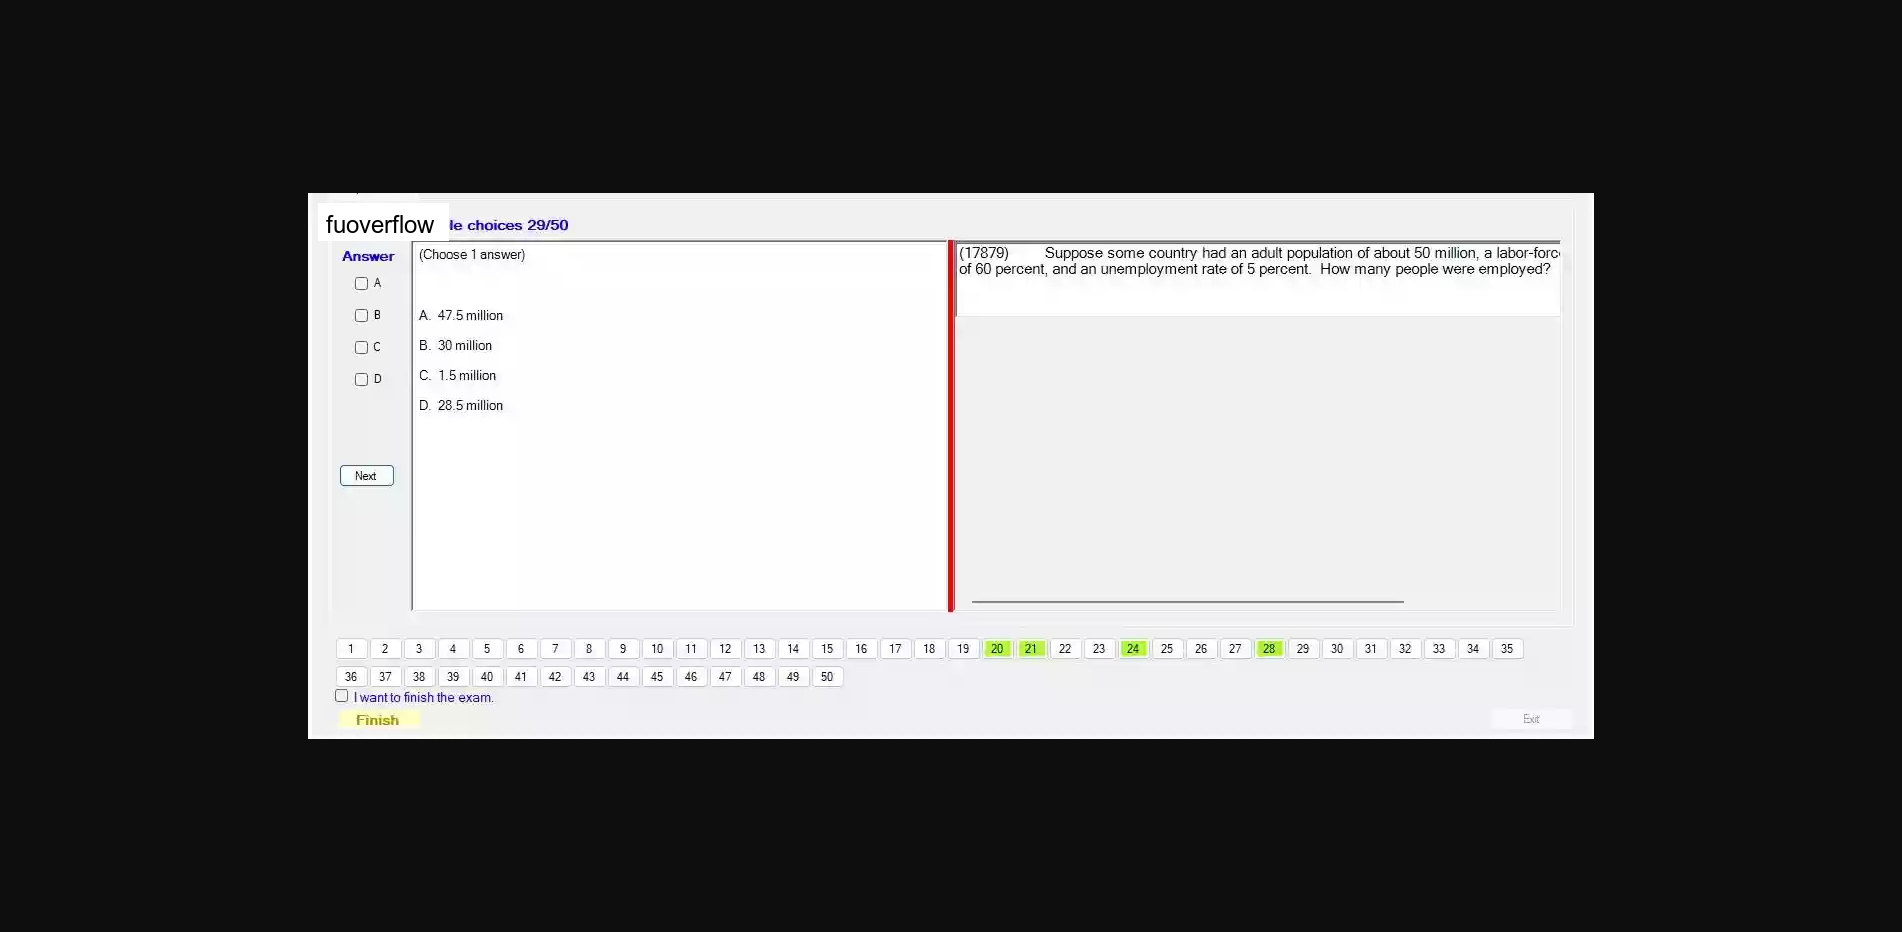 fuoverflow
le choices 29/50
Answer
(Choose 1 answer)
A
B
C
D
A. 47.5 million
B. 30 million
C. 1.5 million
D. 28.5 million
Next
(17879) Suppose some country had an adult population of about 50 million, a labor-forc
of 60 percent, and an unemployment rate of 5 percent. How many people were employed?
1 2 3 4 5 6 7 8 9 10 11 12 13 14 15 16 17 18 19 20 21 22 23 24 25 26 27 28 29 30 31 32 33 34 35
36 37 38 39 40 41 42 43 44 45 46 47 48 49 50
I want to finish the exam.
Finish
Exit